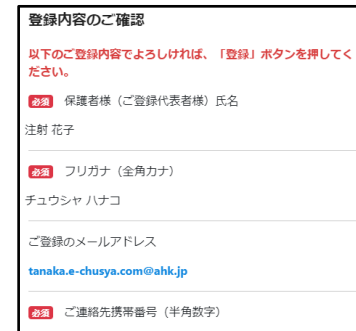 登録内容のご確認
以下のご登録内容でよろしければ、「登録」ボタンを押してく
ださい。
必須 保護者様（ご登録代表者様）氏名
注射 花子
必須 フリガナ（全角カナ）
チュウシャ ハナコ
ご登録のメールアドレス
tanaka.e-chusya.com@ahk.jp
必須 ご連絡先携帯番号（半角数字）